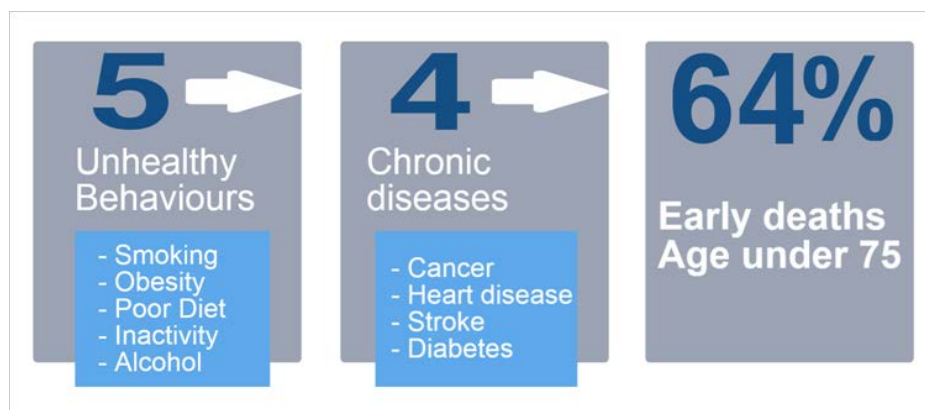 5
Unhealthy
Behaviours
- Smoking
- Obesity
- Poor Diet
- Inactivity
- Alcohol
4
Chronic
diseases
- Cancer
- Heart disease
- Stroke
- Diabetes
64%
Early deaths
Age under 75